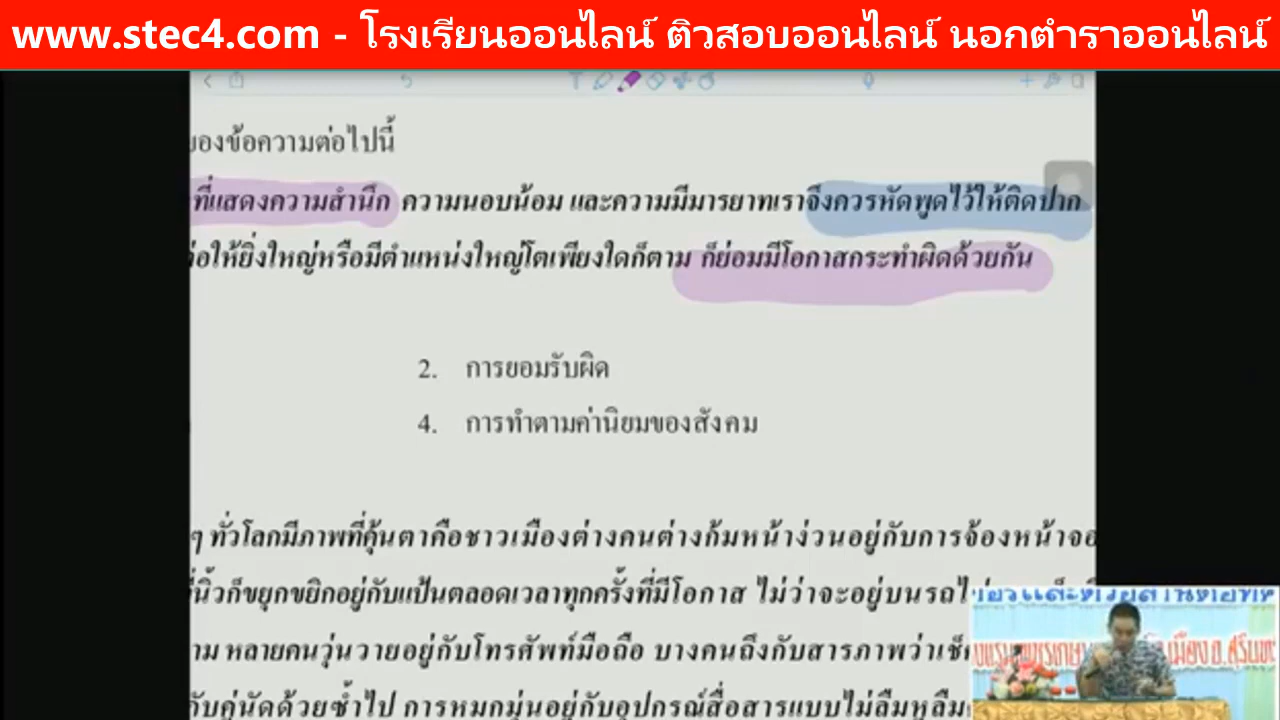 www.stec4.com - โรงเรียนออนไลน์ ติวสอบออนไลน์ นอกตำราออนไลน์
ของข้อความต่อไปนี้
ที่แสดงความสำนึก ความนอบน้อม และความมีมารยาทเราจึงควรหัดพูดไว้ให้ติดปาก
ต่อให้ยิ่งใหญ่หรือมีตำแหน่งใหญ่โตเพียงใดก็ตาม ก็ย่อมมีโอกาสกระทำผิดด้วยกัน
2. การยอมรับผิด
4. การทำตามค่านิยมของสังคม
ๆ ทั่วโลกมีภาพที่คุ้นตาคือชาวเมืองต่างคนต่างก้มหน้าง่วนอยู่กับการจ้องหน้าจอ
นิ้วก็ขยุกขยิกอยู่กับแป้นตลอดเวลาทุกครั้งที่มีโอกาส ไม่ว่าจะอยู่บน
หลายคนวุ่นวายอยู่กับโทรศัพท์มือถือ บางคนถึงกับสารภาพว่า
กับคู่นัดด้วยซ้ำไป การหมกมุ่นอยู่กับอุปกรณ์สื่อสารแบบไม่ลืมหูลืม